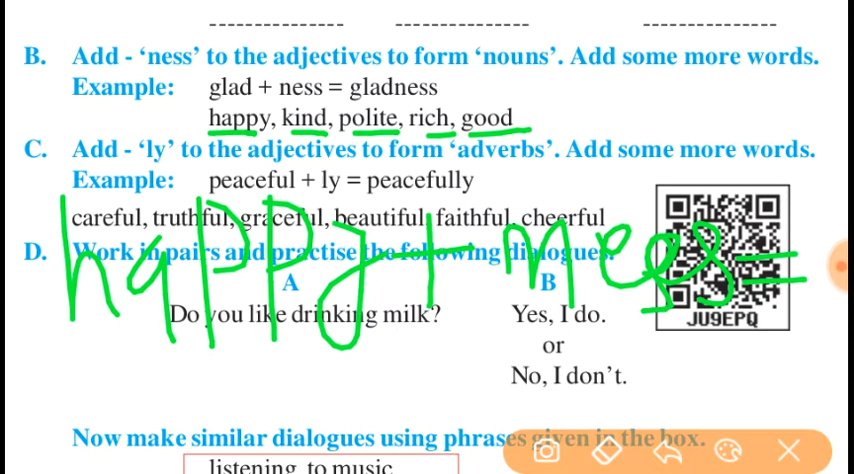 B. Add - ‘ness’ to the adjectives to form ‘nouns’. Add some more words.
Example: glad + ness = gladness
happy, kind, polite, rich, good
C. Add - ‘ly’ to the adjectives to form ‘adverbs’. Add some more words.
Example: peaceful + ly = peacefully
careful, truthful, graceful, beautiful, faithful, cheerful
happy + ness =
D. Work in pairs and practise the following dialogues.
A B
Do you like drinking milk? Yes, I do.
or
No, I don’t.
JU9EPQ
Now make similar dialogues using phrases given in the box.
listening to music